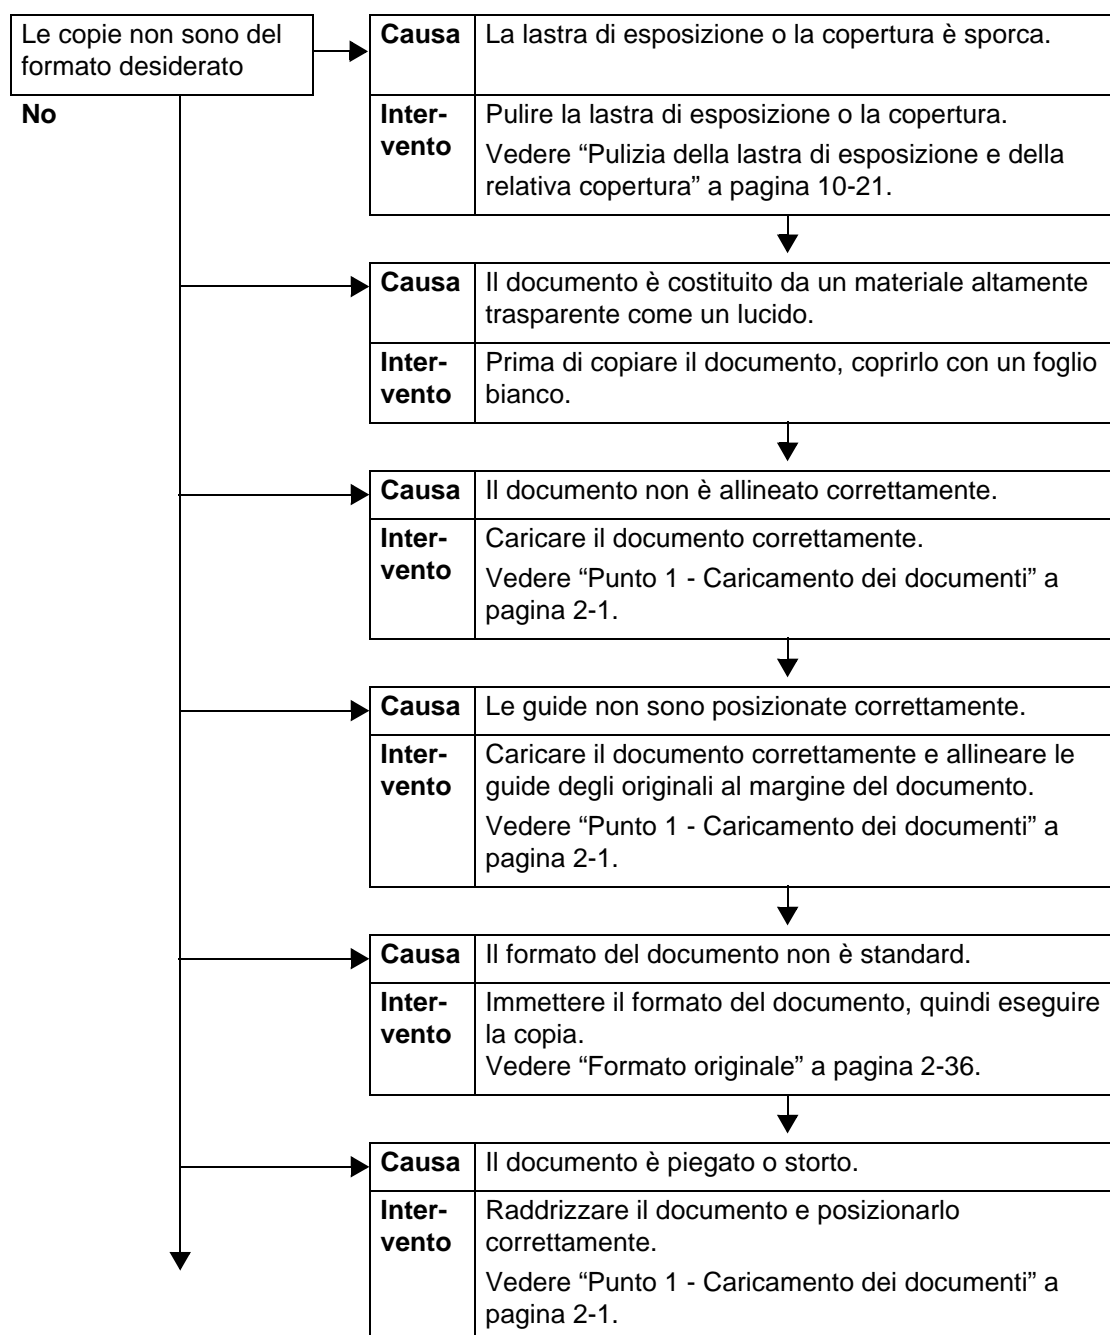 Le copie non sono del
formato desiderato
No
Causa
La lastra di esposizione o la copertura è sporca.
Inter-
vento
Pulire la lastra di esposizione o la copertura.
Vedere “Pulizia della lastra di esposizione e della
relativa copertura” a pagina 10-21.
Causa
Il documento è costituito da un materiale altamente
trasparente come un lucido.
Inter-
vento
Prima di copiare il documento, coprirlo con un foglio
bianco.
Causa
Il documento non è allineato correttamente.
Inter-
vento
Caricare il documento correttamente.
Vedere “Punto 1 - Caricamento dei documenti” a
pagina 2-1.
Causa
Le guide non sono posizionate correttamente.
Inter-
vento
Caricare il documento correttamente e allineare le
guide degli originali al margine del documento.
Vedere “Punto 1 - Caricamento dei documenti” a
pagina 2-1.
Causa
Il formato del documento non è standard.
Inter-
vento
Immettere il formato del documento, quindi eseguire
la copia.
Vedere “Formato originale” a pagina 2-36.
Causa
Il documento è piegato o storto.
Inter-
vento
Raddrizzare il documento e posizionarlo
correttamente.
Vedere “Punto 1 - Caricamento dei documenti” a
pagina 2-1.